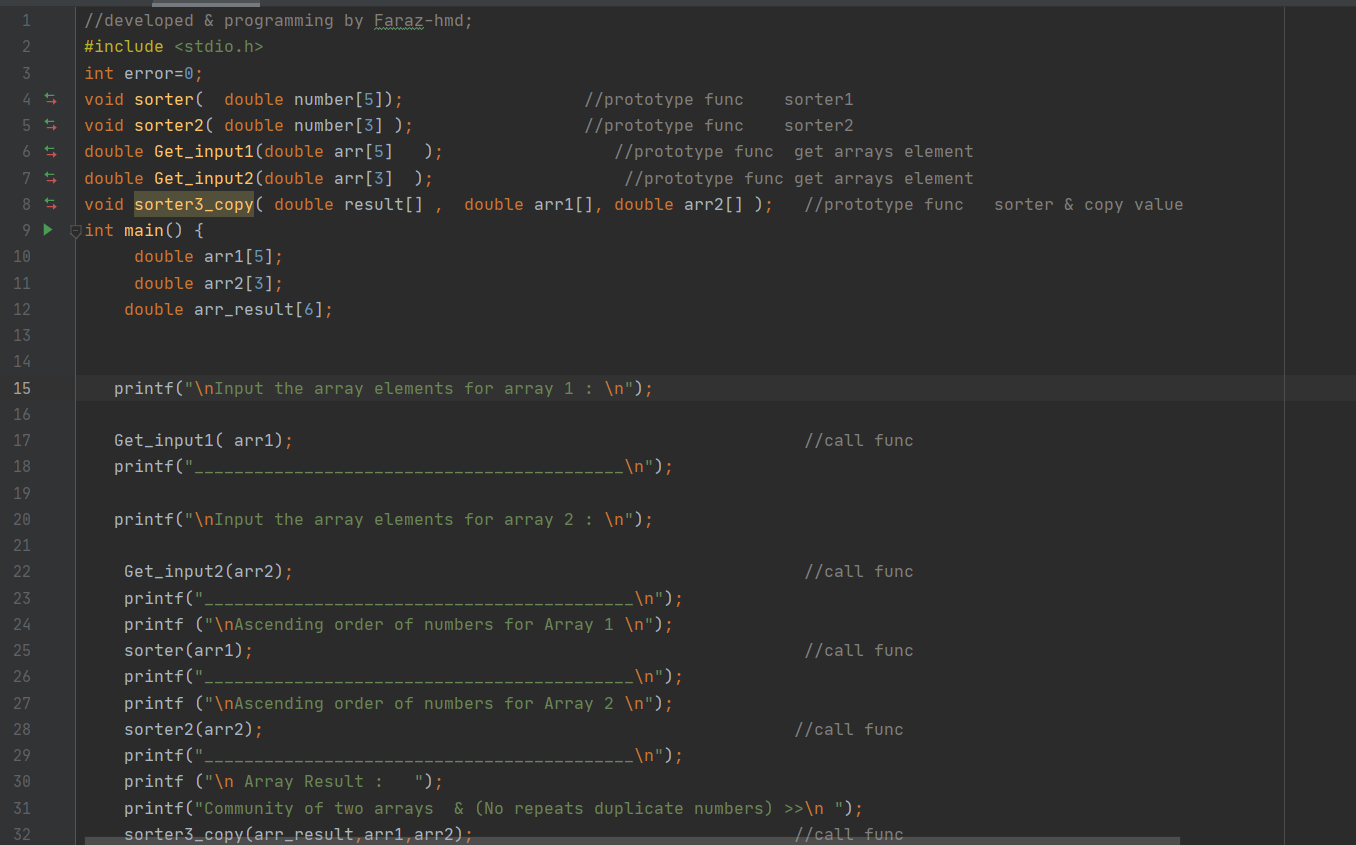 1 //developed & programming by Faraz-hmd;
2 #include <stdio.h>
3 int error=0;
4 void sorter(  double number[5]);                  //prototype func    sorter1
5 void sorter2( double number[3] );                 //prototype func    sorter2
6 double Get_input1(double arr[5]   );                 //prototype func  get arrays element
7 double Get_input2(double arr[3]  );                   //prototype func get arrays element
8 void sorter3_copy( double result[] ,  double arr1[], double arr2[] );   //prototype func   sorter & copy value
9 int main() {
10      double arr1[5];
11      double arr2[3];
12     double arr_result[6];
13
14
15    printf("\nInput the array elements for array 1 : \n");
16
17    Get_input1( arr1);                                                   //call func
18    printf("___________________________________________\n");
19
20    printf("\nInput the array elements for array 2 : \n");
21
22     Get_input2(arr2);                                                   //call func
23     printf("___________________________________________\n");
24     printf ("\nAscending order of numbers for Array 1 \n");
25     sorter(arr1);                                                       //call func
26     printf("___________________________________________\n");
27     printf ("\nAscending order of numbers for Array 2 \n");
28     sorter2(arr2);                                                     //call func
29     printf("___________________________________________\n");
30     printf ("\n Array Result :   ");
31     printf("Community of two arrays  & (No repeats duplicate numbers) >>\n ");
32     sorter3_copy(arr_result,arr1,arr2);                                //call func